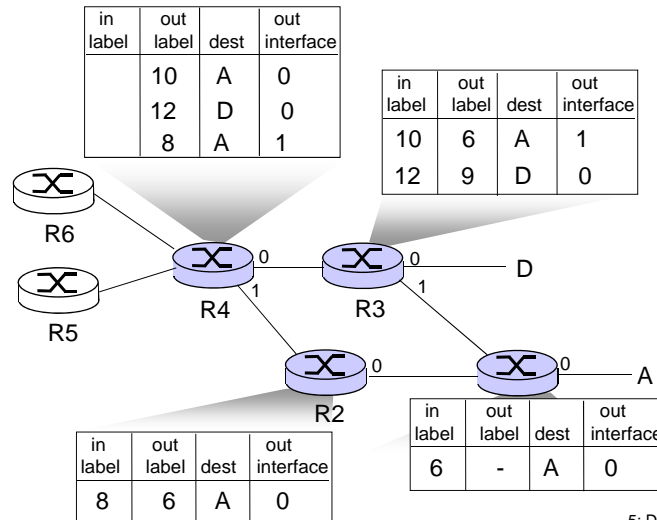 in out out
label label dest interface
10 A 0
12 D 0
8 A 1
in out out
label label dest interface
10 6 A 1
12 9 D 0
R6
0 0 D
R4 1 R3 1
R5
R2 0 0 A
in out out
label label dest interface
6 - A 0
in out out
label label dest interface
8 6 A 0
5: D